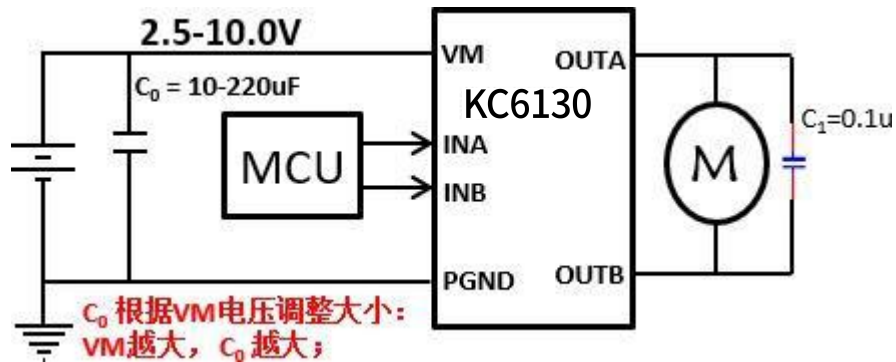 2.5-10.0V
C₀ = 10-220uF
VM
OUTA
KC6130
C₁=0.1u
MCU
INA
M
INB
PGND
OUTB
C₀ 根据VM电压调整大小：
VM越大，C₀ 越大；